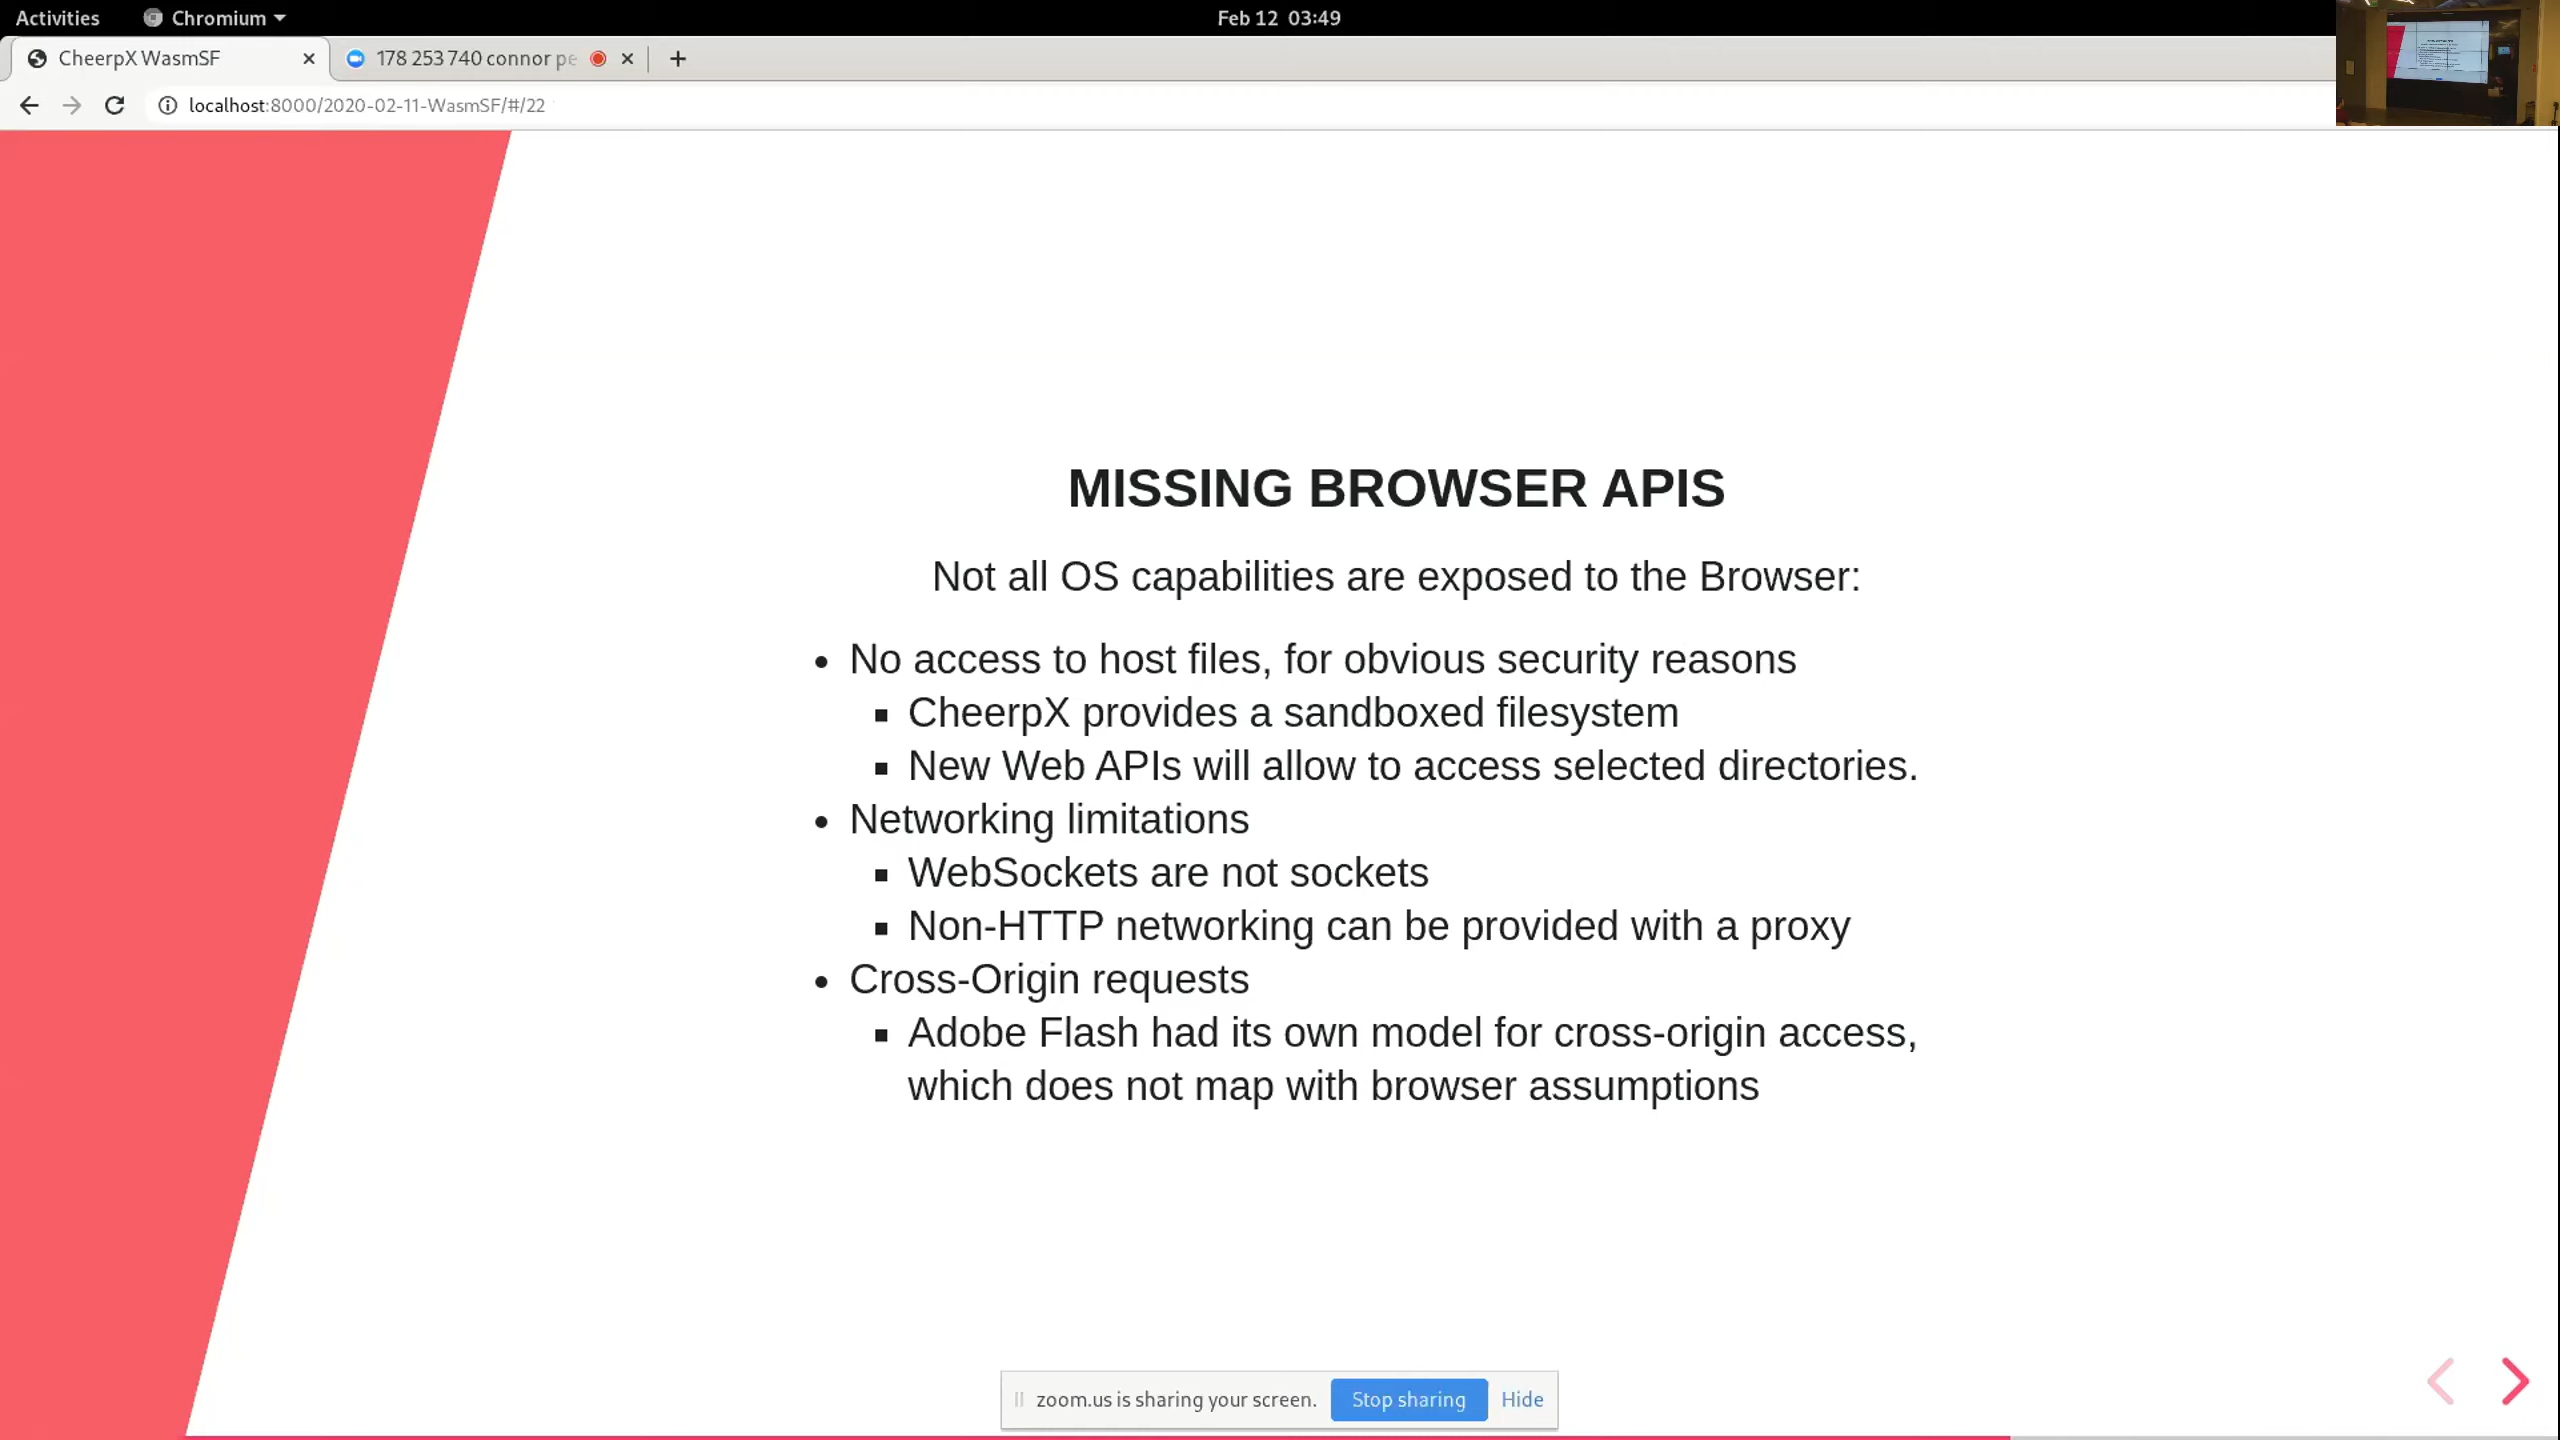 Activities
Chromium
Feb 12 03:49
CheerpX WasmSF
178 253 740 connor pe
localhost:8000/2020-02-11-WasmSF/#/22
MISSING BROWSER APIS
Not all OS capabilities are exposed to the Browser:
• No access to host files, for obvious security reasons
▪ CheerpX provides a sandboxed filesystem
▪ New Web APIs will allow to access selected directories.
• Networking limitations
▪ WebSockets are not sockets
▪ Non-HTTP networking can be provided with a proxy
• Cross-Origin requests
▪ Adobe Flash had its own model for cross-origin access,
which does not map with browser assumptions
zoom.us is sharing your screen.
Stop sharing
Hide